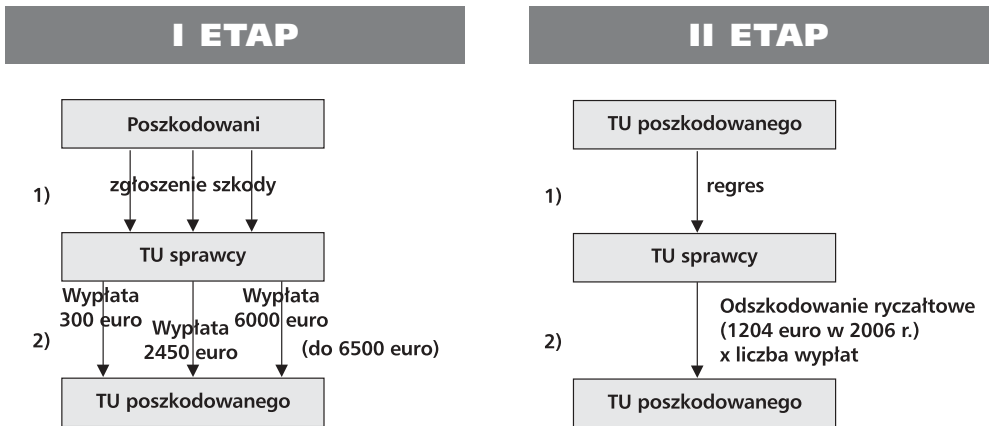 I ETAP
Poszkodowani
1)
zgłoszenie szkody
TU sprawcy
2)
Wypłata
300 euro
Wypłata
2450 euro
Wypłata
6000 euro
(do 6500 euro)
TU poszkodowanego
II ETAP
TU poszkodowanego
1)
regres
TU sprawcy
2)
Odszkodowanie ryczałtowe
(1204 euro w 2006 r.)
x liczba wypłat
TU poszkodowanego